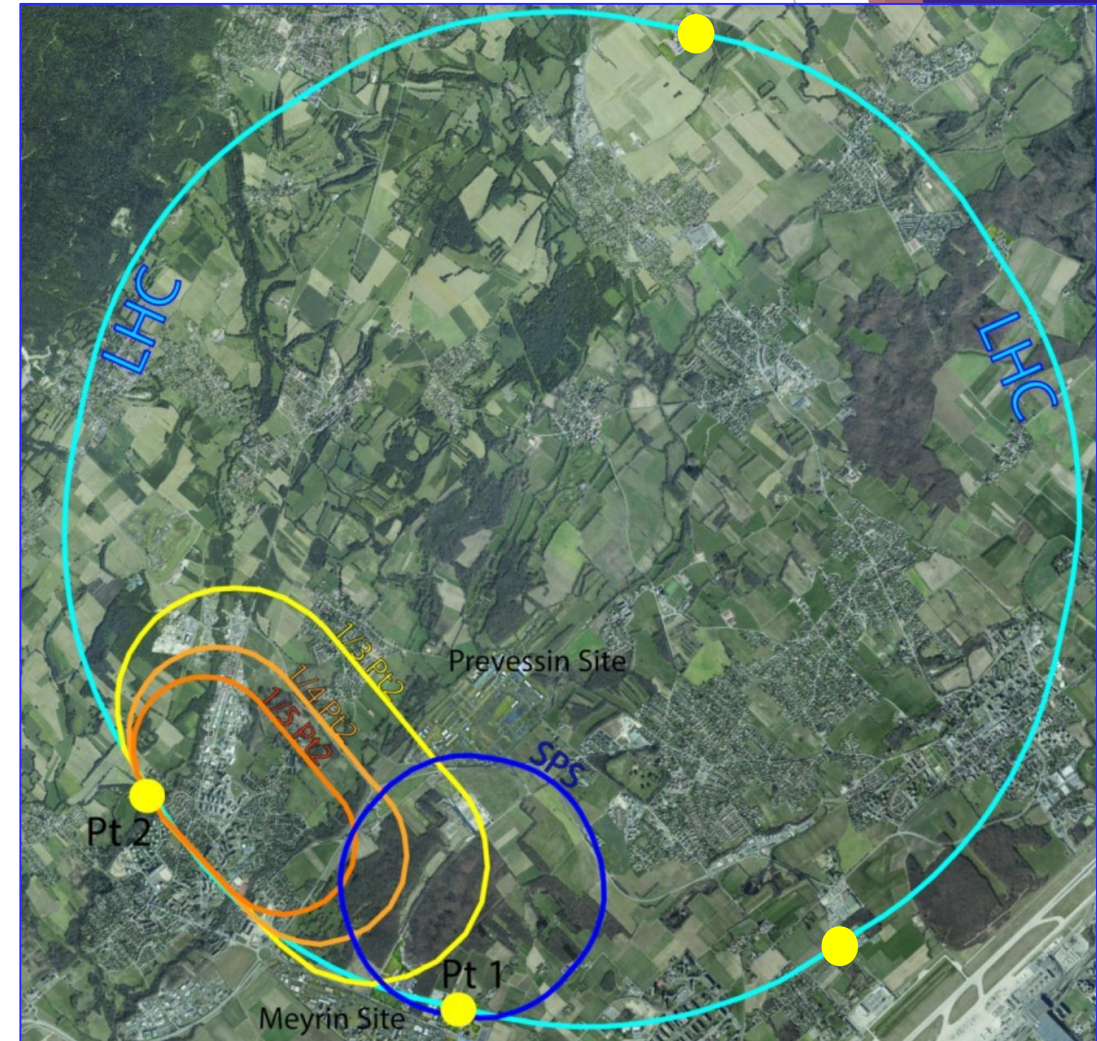 LHC
LHC
1/3 Pt2
1/4 Pt2
1/5 Pt2
Prevessin Site
SPS
Pt 2
Pt 1
Meyrin Site